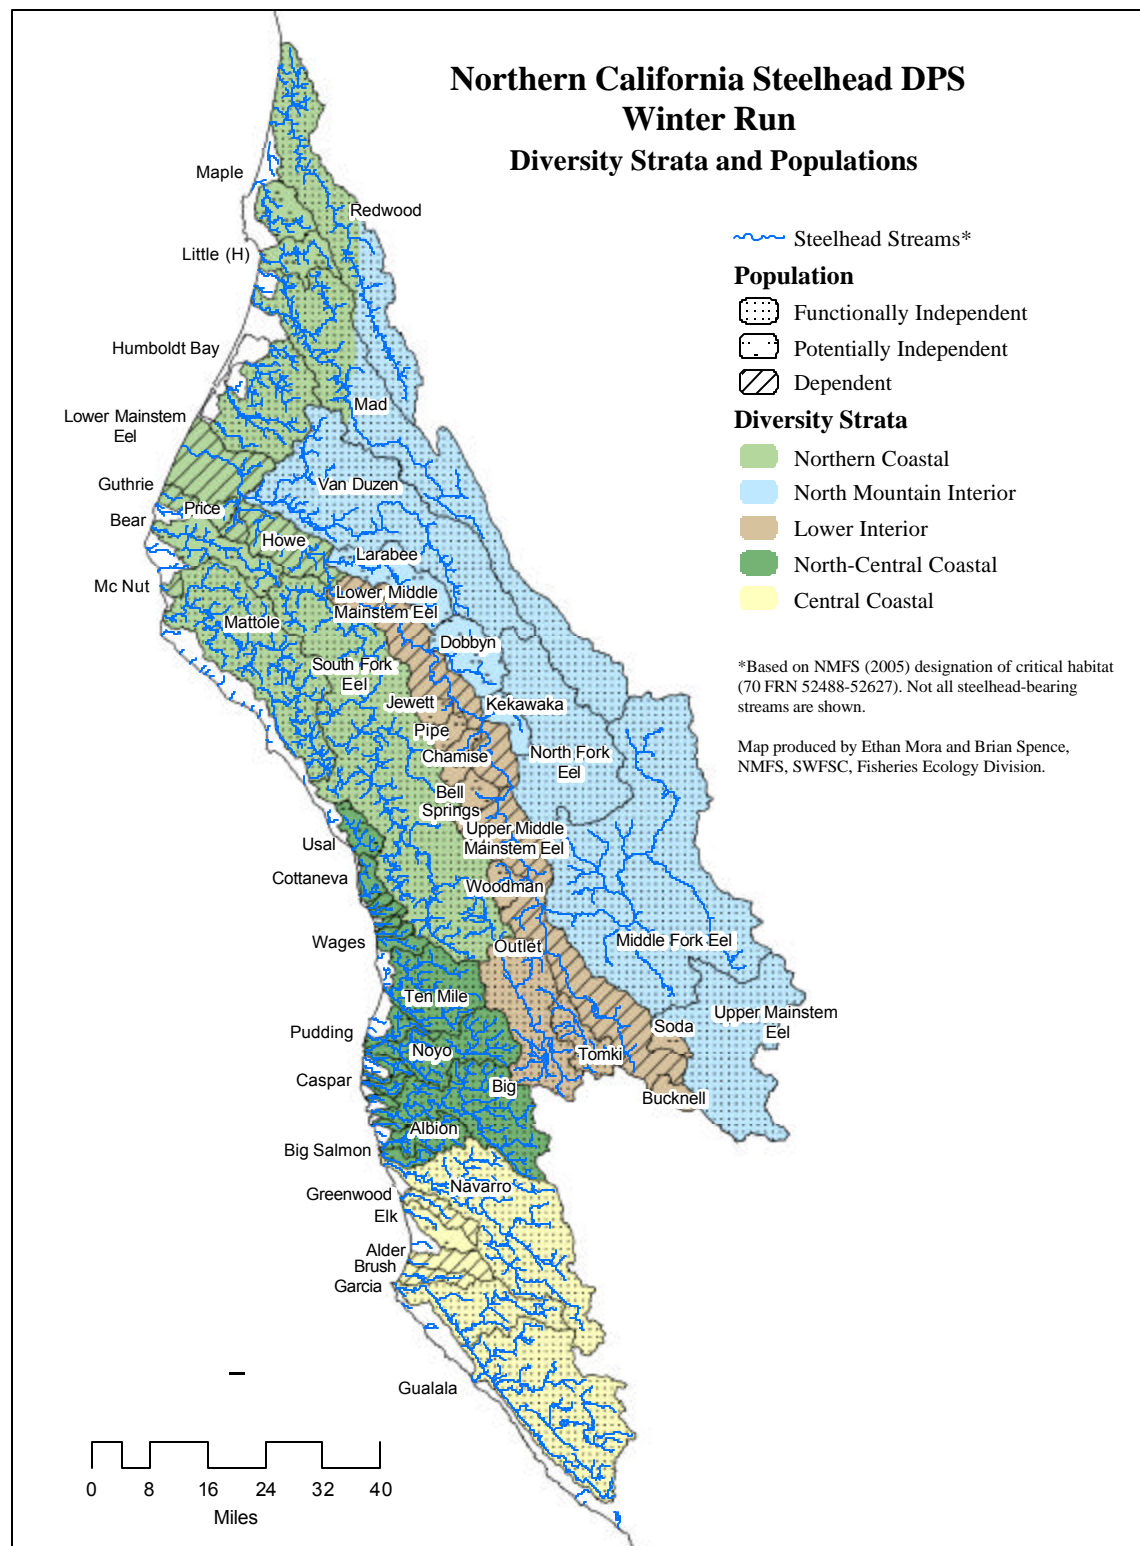 Northern California Steelhead DPS
Winter Run
Diversity Strata and Populations
Maple
Redwood
Little (H)
Steelhead Streams*
Population
Functionally Independent
Potentially Independent
Dependent
Diversity Strata
Northern Coastal
North Mountain Interior
Lower Interior
North-Central Coastal
Central Coastal
Humboldt Bay
Mad
Lower Mainstem
Eel
Guthrie
Van Duzen
Price
Bear
Howe
Larabee
Mc Nut
Lower Middle
Mainstem Eel
Mattole
Dobbyn
South Fork
Eel
*Based on NMFS (2005) designation of critical habitat
(70 FRN 52488-52627). Not all steelhead-bearing
streams are shown.
Jewett
Kekawaka
Pipe
Chamise
North Fork
Eel
Map produced by Ethan Mora and Brian Spence,
NMFS, SWFSC, Fisheries Ecology Division.
Bell
Springs
Upper Middle
Mainstem Eel
Usal
Cottaneva
Woodman
Wages
Outlet
Middle Fork Eel
Ten Mile
Upper Mainstem
Eel
Pudding
Soda
Noyo
Tomki
Caspar
Big
Bucknell
Albion
Big Salmon
Navarro
Greenwood
Elk
Alder
Brush
Garcia
Gualala
0 8 16 24 32 40
Miles